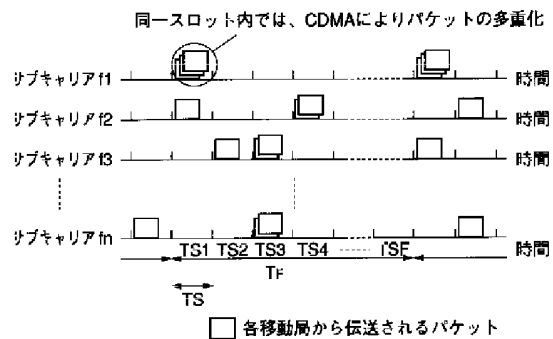 同一スロット内では、CDMAによりパケットの多重化
サブキャリアf1 時間
サブキャリアf2 時間
サブキャリアf3 時間
サブキャリアfn 時間
TS1 TS2 TS3 TS4 TSF
TF
TS
各移動局から伝送されるパケット